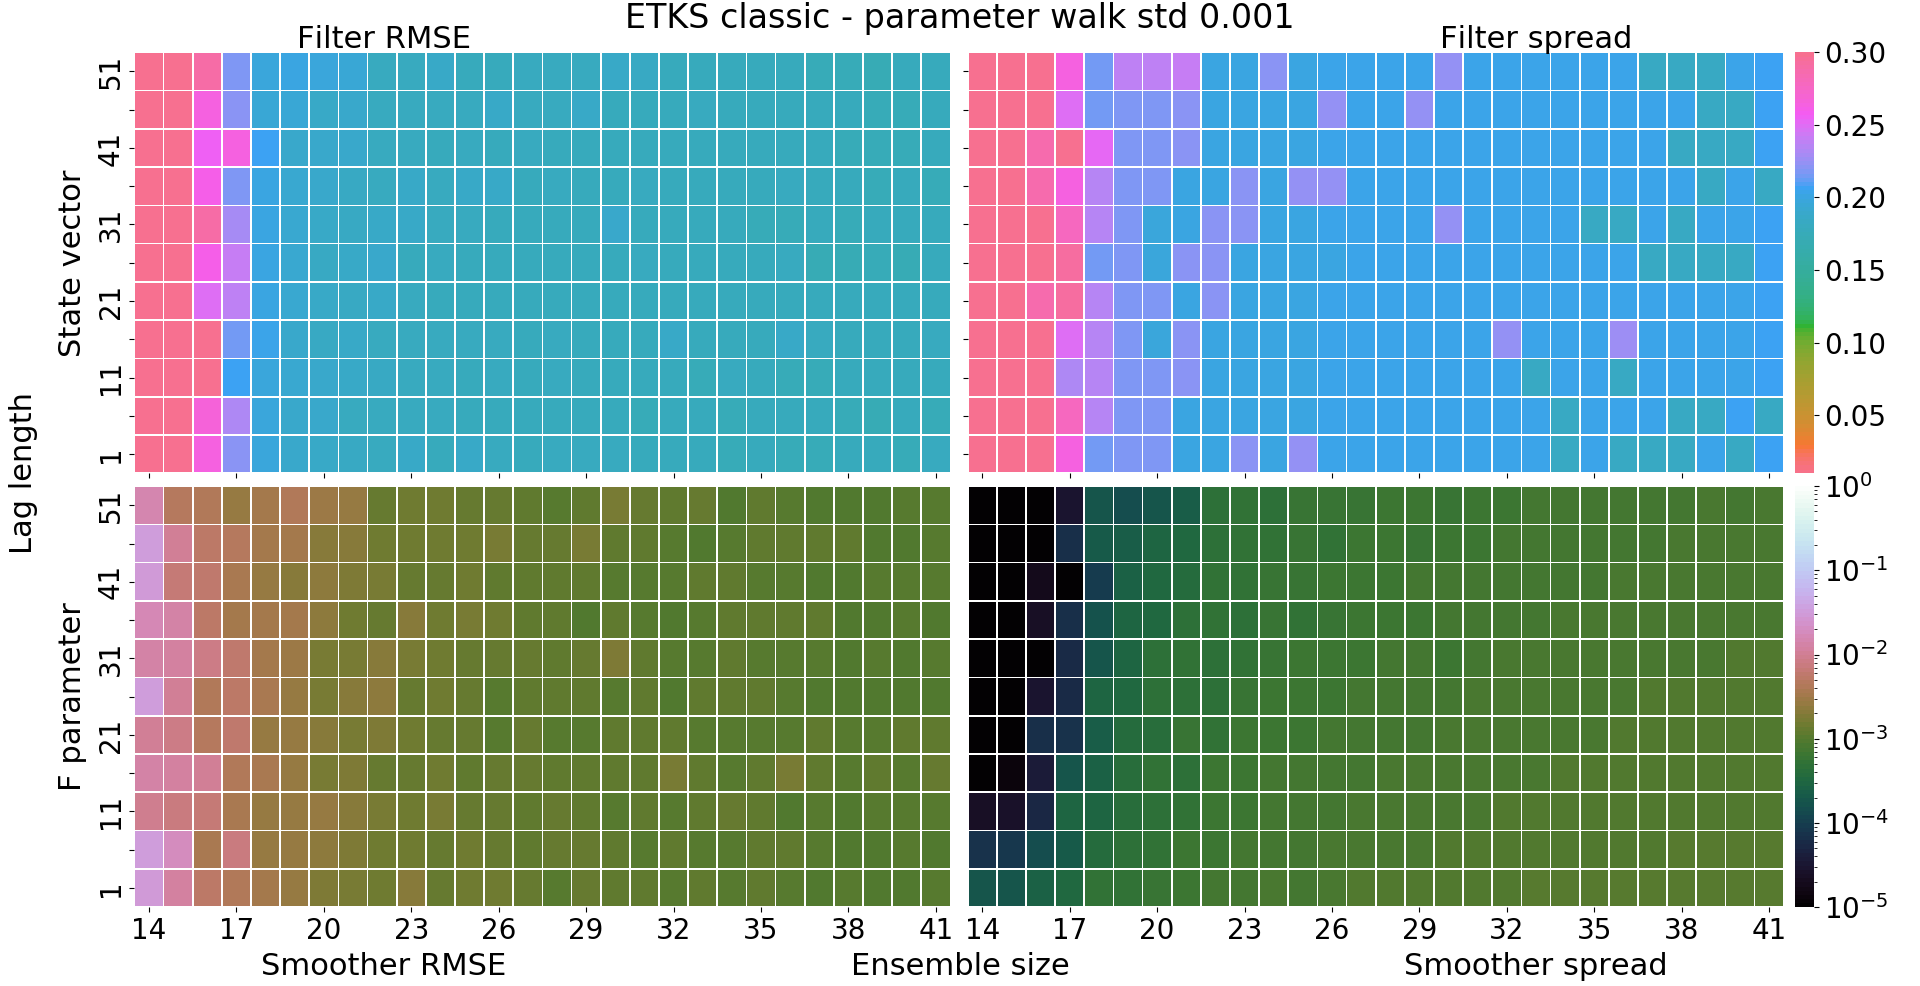 ETKS classic - parameter walk std 0.001
Filter RMSE
Filter spread
Lag length
State vector
51
41
31
21
11
1
0.30
0.25
0.20
0.15
0.10
0.05
F parameter
51
41
31
21
11
1
10⁰
10⁻¹
10⁻²
10⁻³
10⁻⁴
10⁻⁵
14 17 20 23 26 29 32 35 38 41
14 17 20 23 26 29 32 35 38 41
Smoother RMSE
Ensemble size
Smoother spread